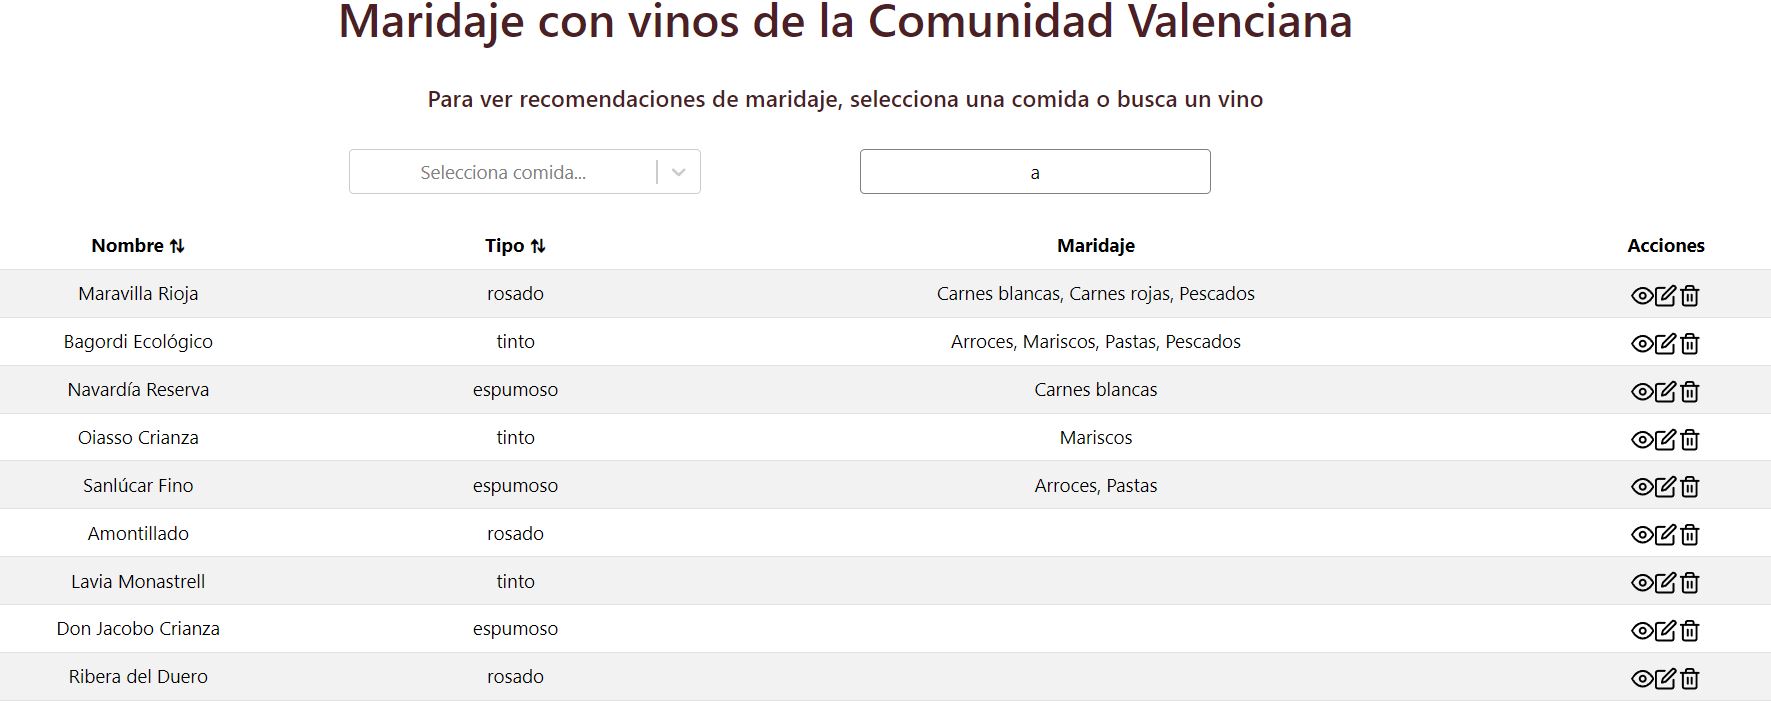 Maridaje con vinos de la Comunidad Valenciana
Para ver recomendaciones de maridaje, selecciona una comida o busca un vino
Selecciona comida... a
Nombre ⇅ Tipo ⇅ Maridaje Acciones
Maravilla Rioja rosado Carnes blancas, Carnes rojas, Pescados
Bagordi Ecológico tinto Arroces, Mariscos, Pastas, Pescados
Navardía Reserva espumoso Carnes blancas
Oiasso Crianza tinto Mariscos
Sanlúcar Fino espumoso Arroces, Pastas
Amontillado rosado
Lavia Monastrell tinto
Don Jacobo Crianza espumoso
Ribera del Duero rosado